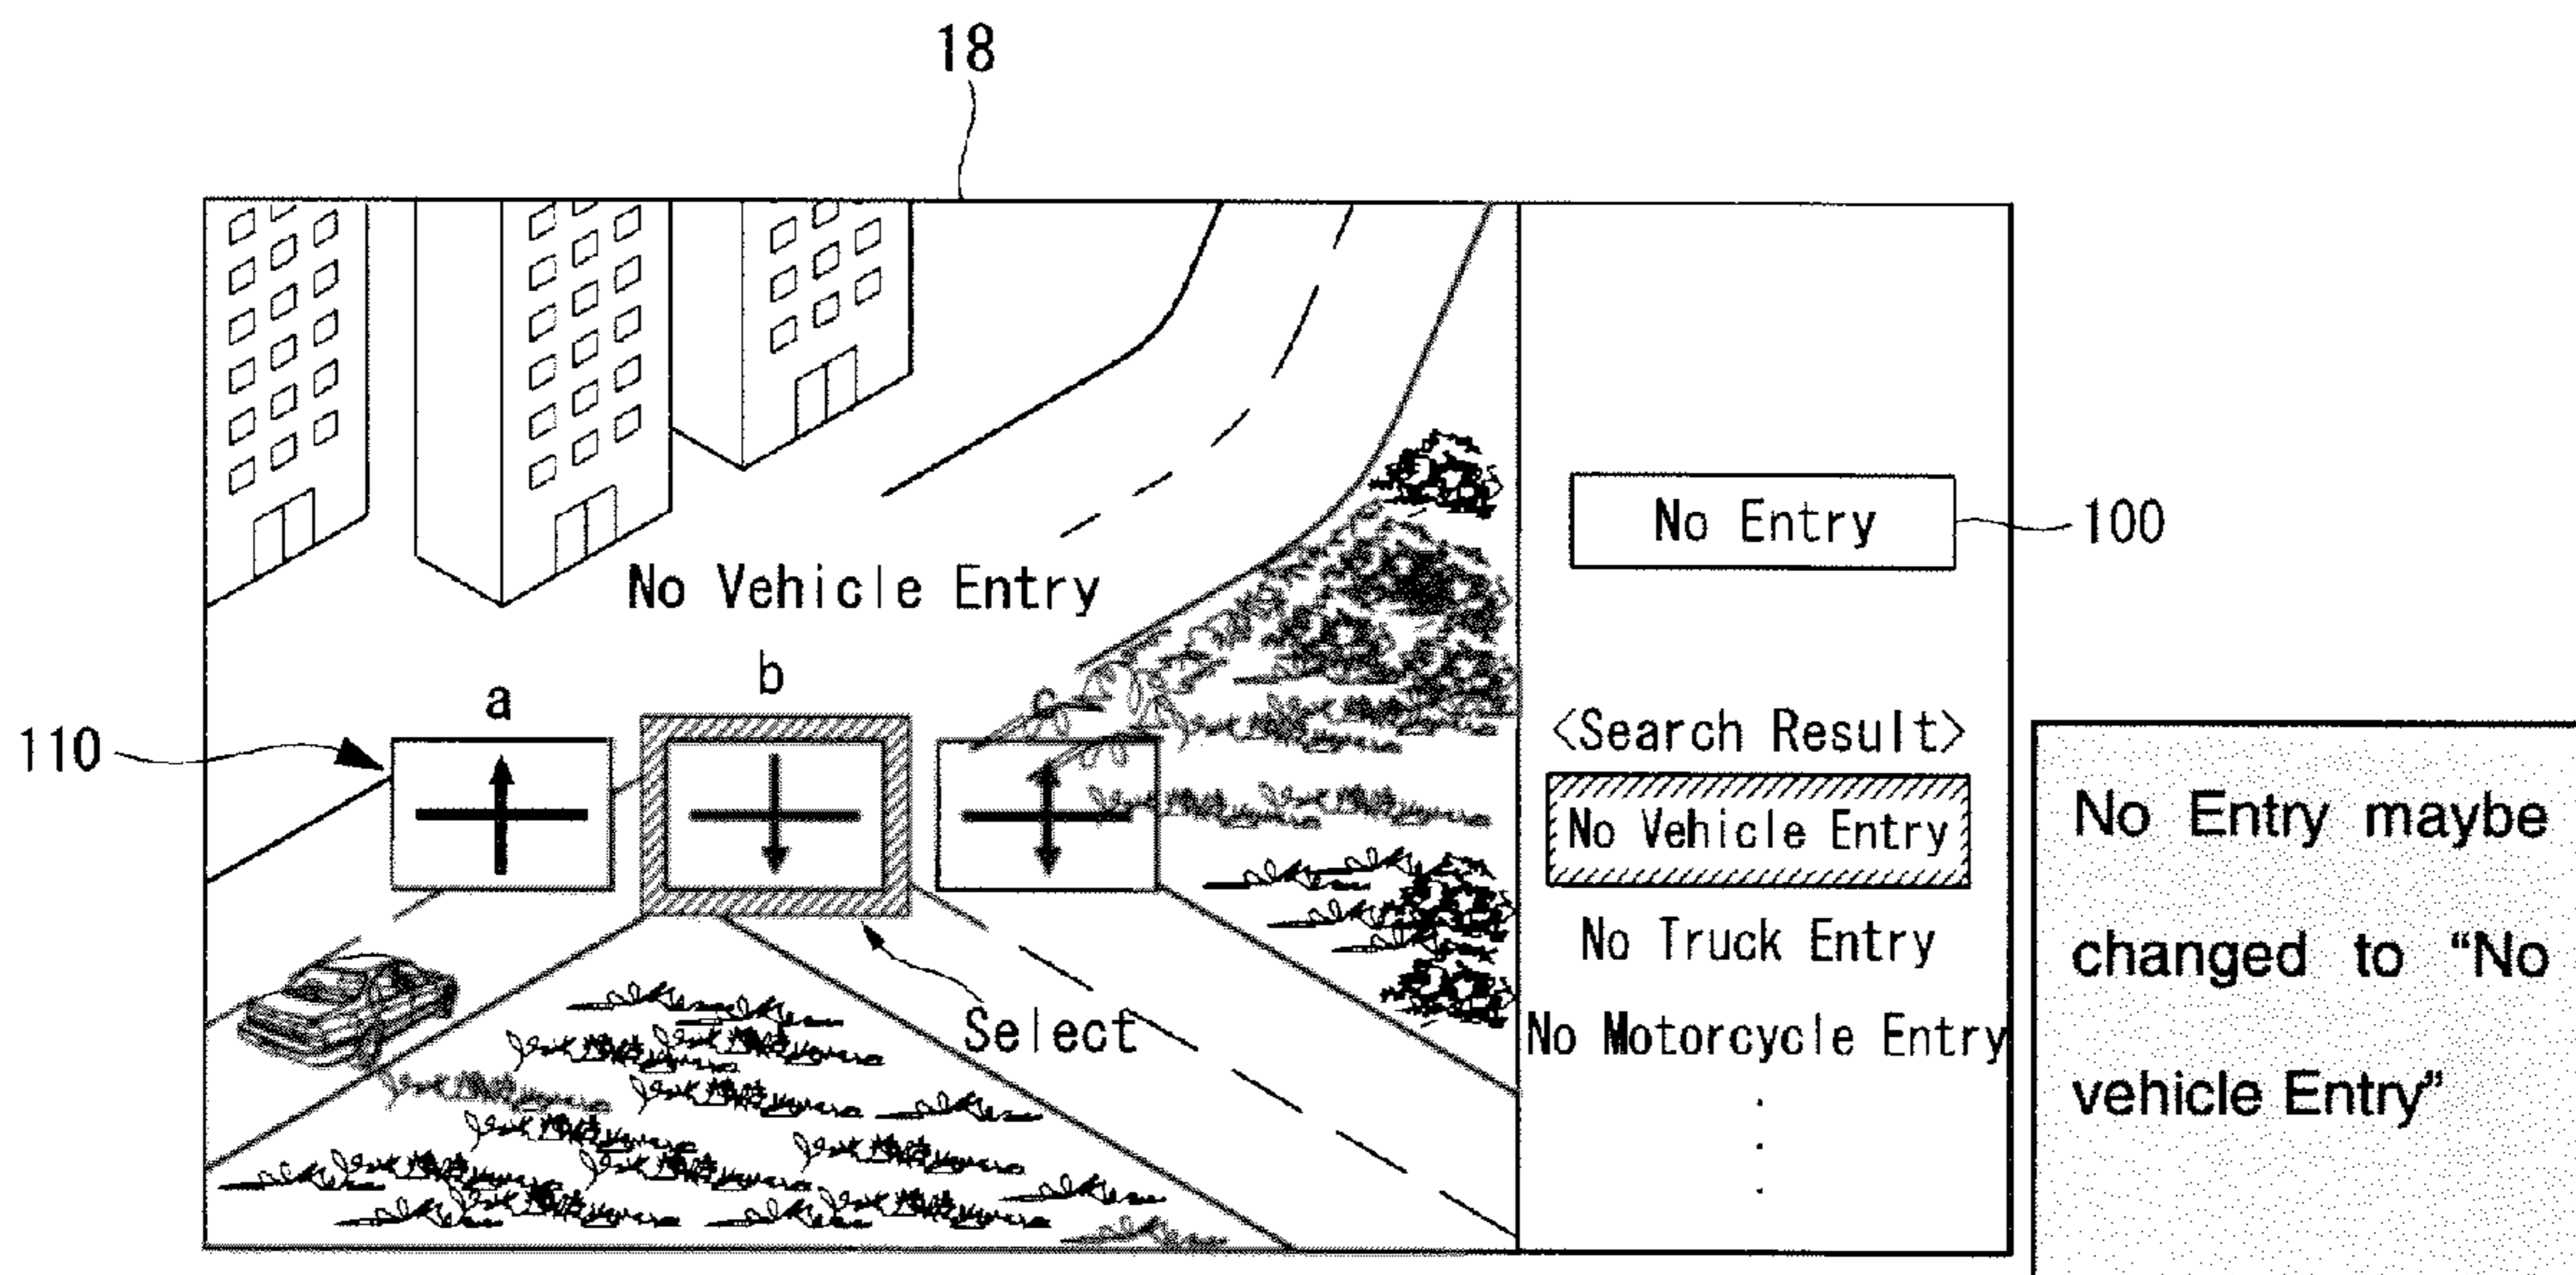 18
No Entry
100
No Vehicle Entry
a
b
c
110
<Search Result>
No Vehicle Entry
No Truck Entry
No Motorcycle Entry
Select
No Entry maybe
changed to “No
vehicle Entry”